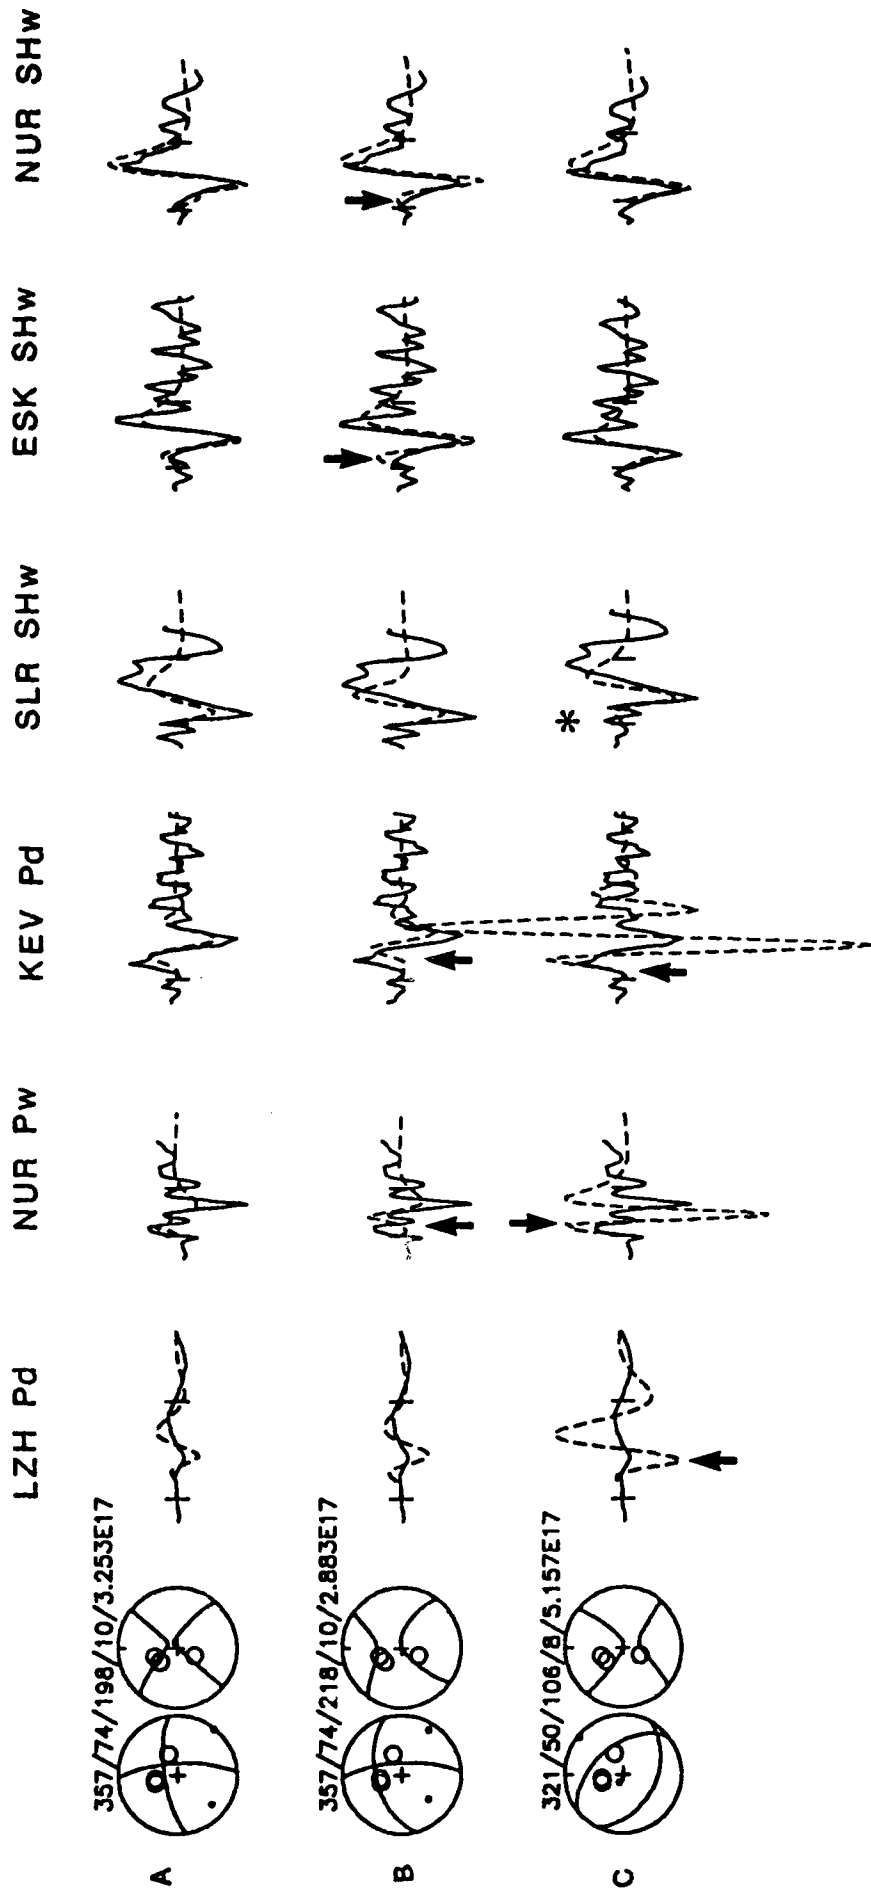 LZH Pd NUR Pw KEV Pd SLR SHw ESK SHw NUR SHw
357/74/198/10/3.253E17
A
357/74/218/10/2.883E17
B
321/50/106/8/5.157E17
*
C